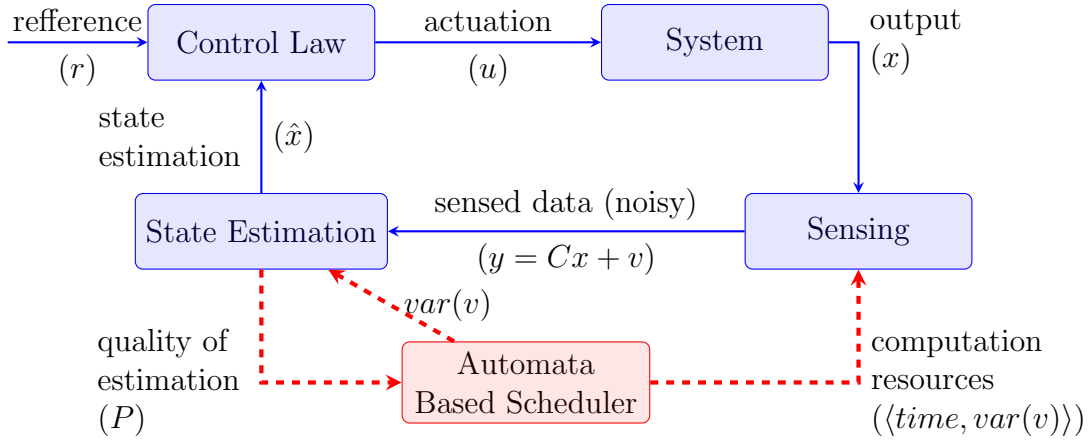 refference
(r)
Control Law
actuation
(u)
System
output
(x)
state
estimation
(x̂)
State Estimation
sensed data (noisy)
(y = Cx + v)
Sensing
var(v)
quality of
estimation
(P)
Automata
Based Scheduler
computation
resources
(⟨time, var(v)⟩)